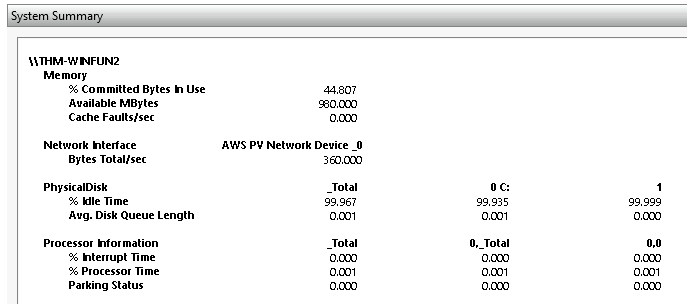 System Summary
\\THM-WINFUN2
Memory
% Committed Bytes In Use 44.807
Available MBytes 980.000
Cache Faults/sec 0.000
Network Interface AWS PV Network Device _0
Bytes Total/sec 360.000
PhysicalDisk _Total 0 C: 1
% Idle Time 99.967 99.935 99.999
Avg. Disk Queue Length 0.001 0.001 0.000
Processor Information _Total 0,_Total 0,0
% Interrupt Time 0.000 0.000 0.000
% Processor Time 0.001 0.001 0.001
Parking Status 0.000 0.000 0.000